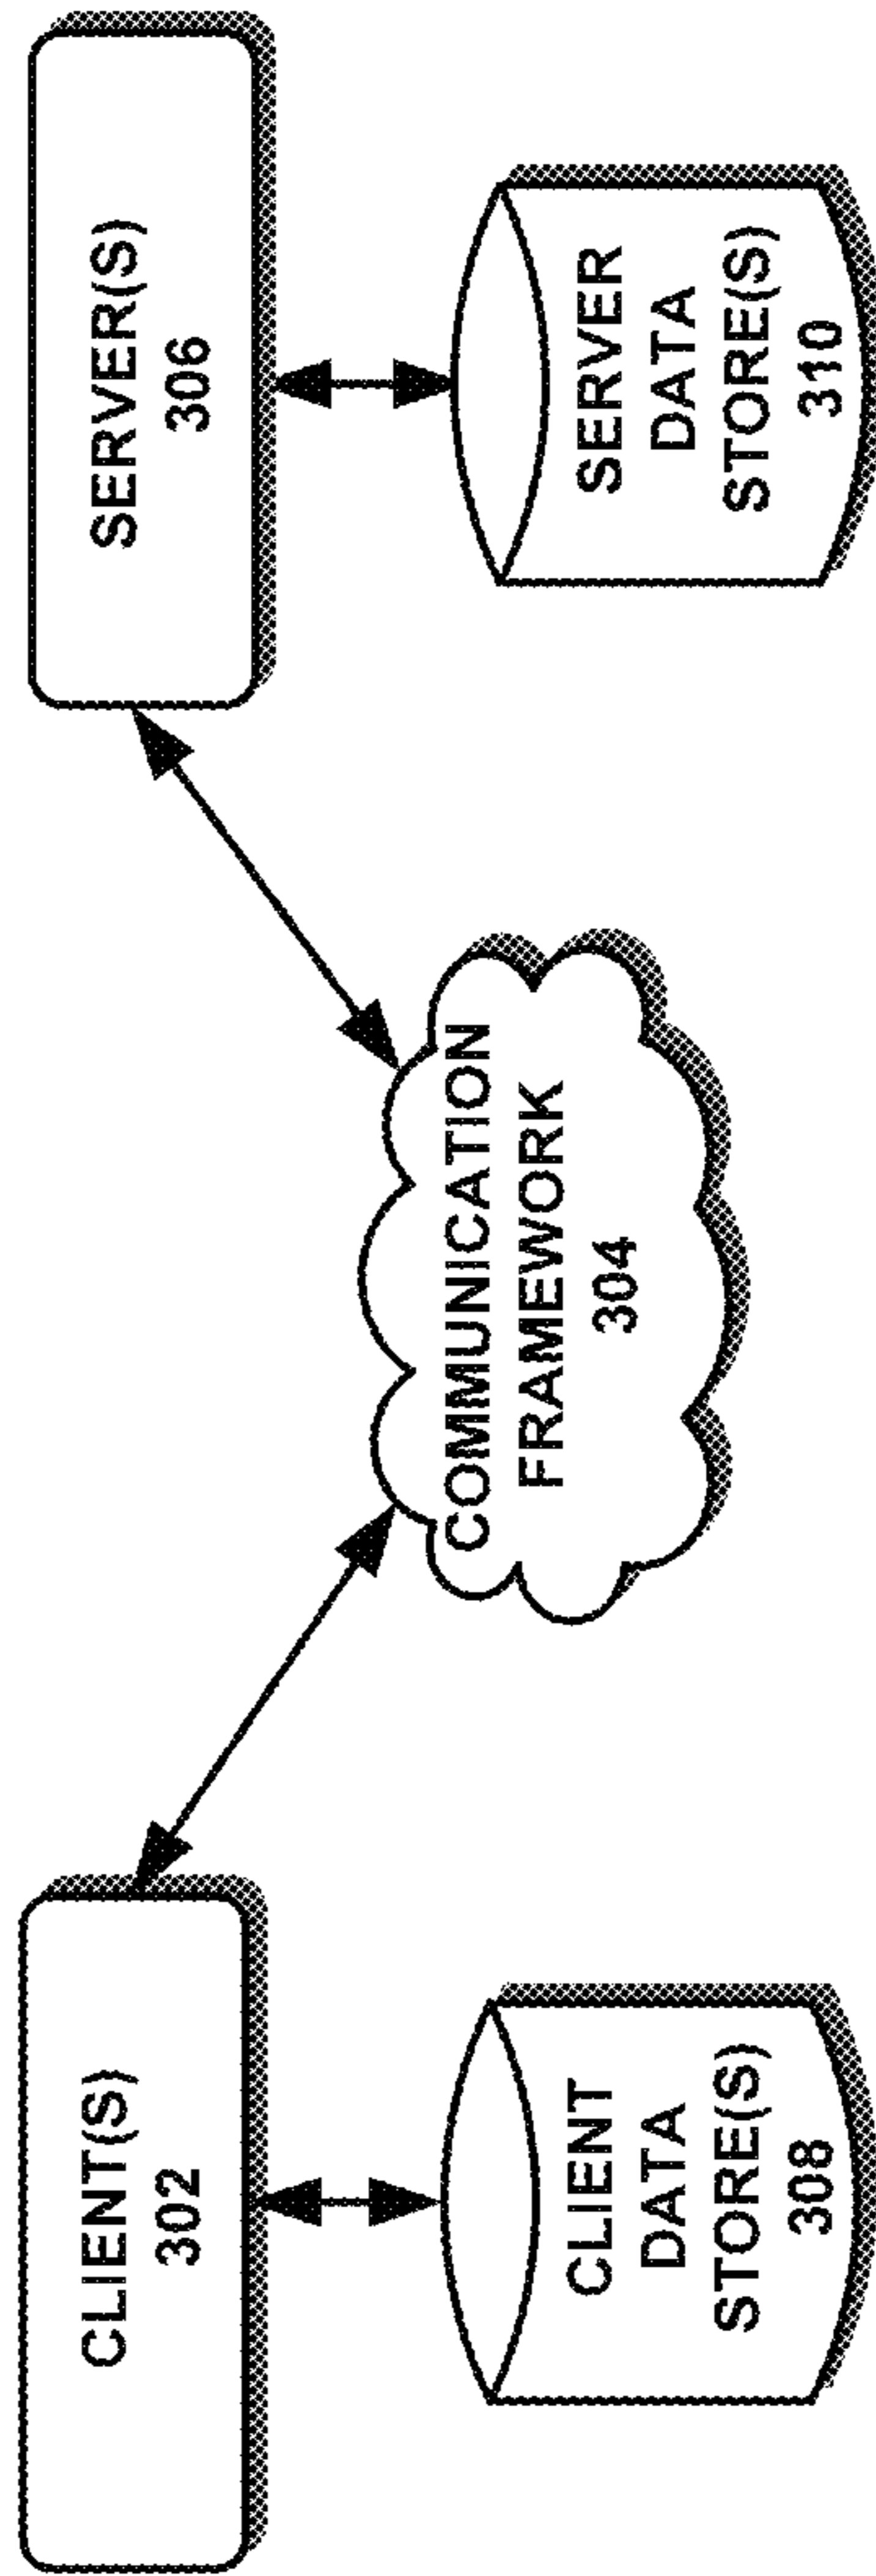 CLIENT(S)
302
CLIENT
DATA
STORE(S)
308
COMMUNICATION
FRAMEWORK
304
SERVER(S)
306
SERVER
DATA
STORE(S)
310